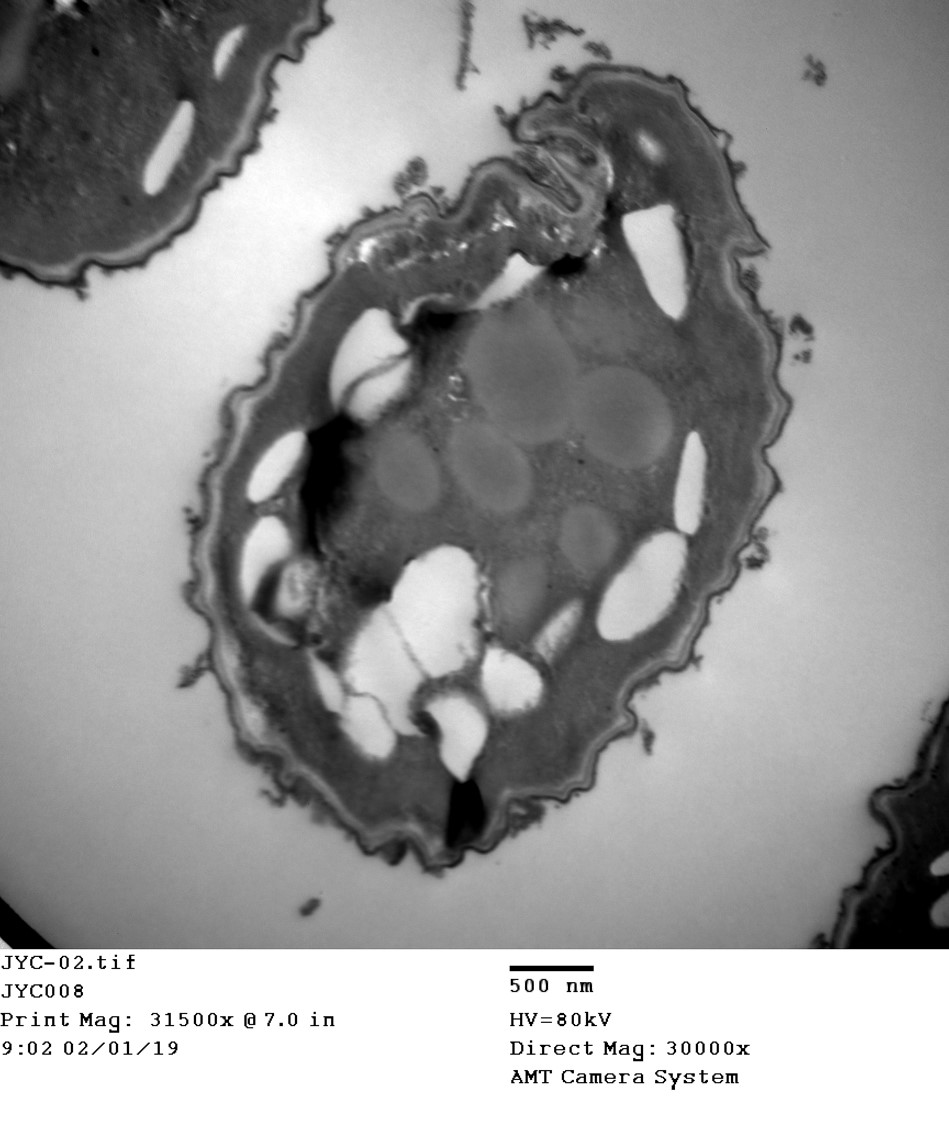 JYC-02.tif
JYC008
Print Mag: 31500x @ 7.0 in
9:02 02/01/19
500 nm
HV=80kV
Direct Mag: 30000x
AMT Camera System